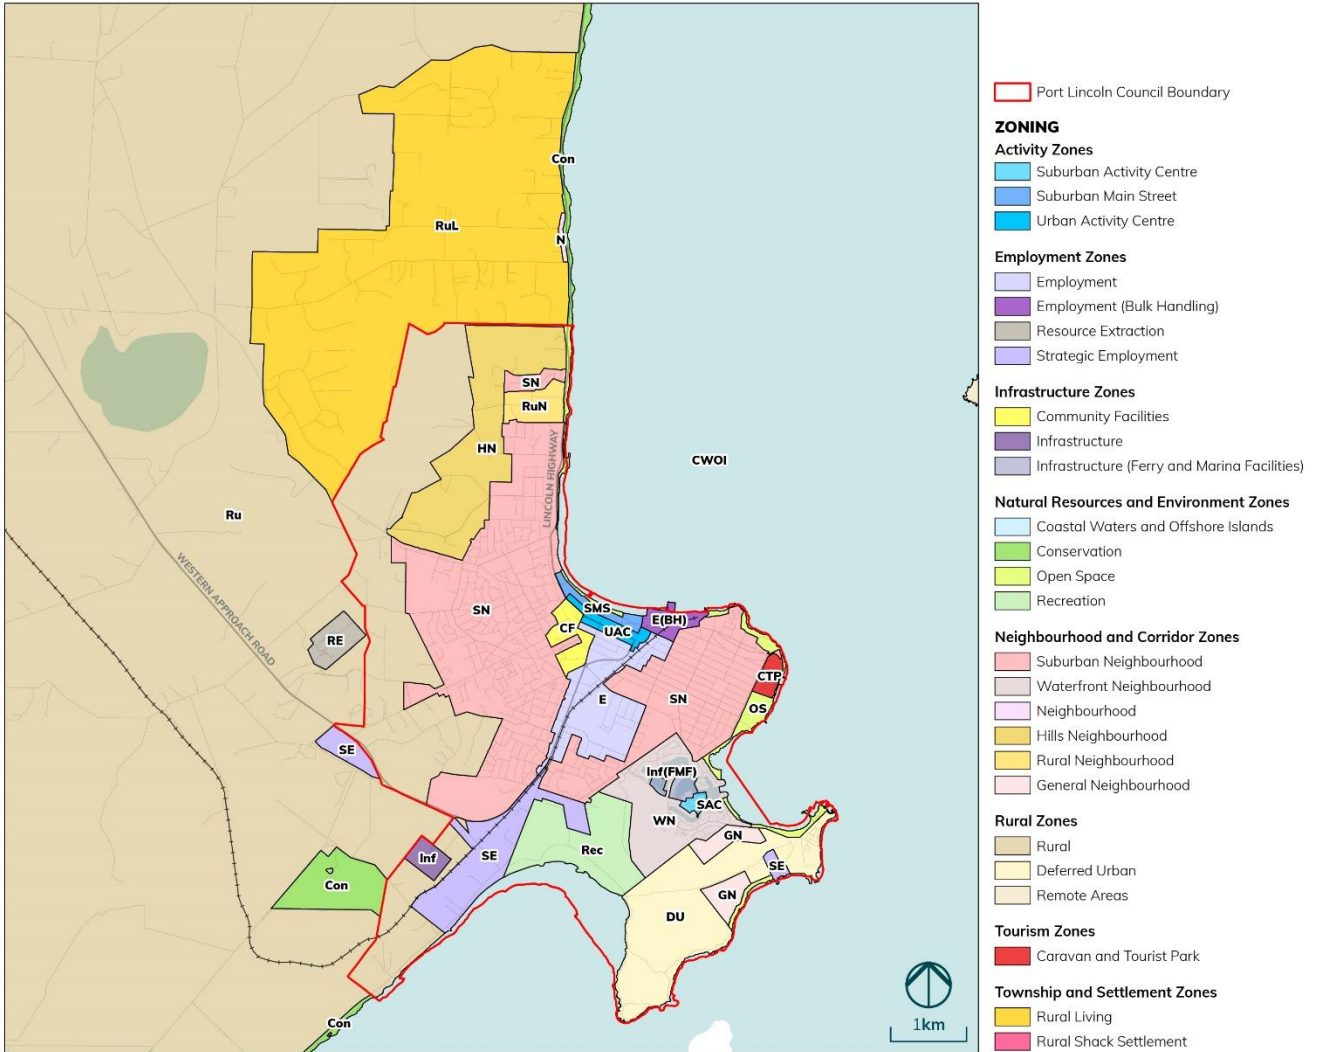 Port Lincoln Council Boundary
ZONING
Activity Zones
Suburban Activity Centre
Suburban Main Street
Urban Activity Centre
Employment Zones
Employment
Employment (Bulk Handling)
Resource Extraction
Strategic Employment
Infrastructure Zones
Community Facilities
Infrastructure
Infrastructure (Ferry and Marina Facilities)
Natural Resources and Environment Zones
Coastal Waters and Offshore Islands
Conservation
Open Space
Recreation
Neighbourhood and Corridor Zones
Suburban Neighbourhood
Waterfront Neighbourhood
Neighbourhood
Hills Neighbourhood
Rural Neighbourhood
General Neighbourhood
Rural Zones
Rural
Deferred Urban
Remote Areas
Tourism Zones
Caravan and Tourist Park
Township and Settlement Zones
Rural Living
Rural Shack Settlement
Con
RuL
N
SN
RuN
HN
LINCOLN HIGHWAY
CWOI
Ru
WESTERN APPROACH ROAD
SN
SMS
E(BH)
CF
UAC
RE
CTP
E
SN
OS
SE
Inf(FMF)
SAC
WN
GN
Rec
SE
Inf
SE
Con
GN
DU
Con
1km